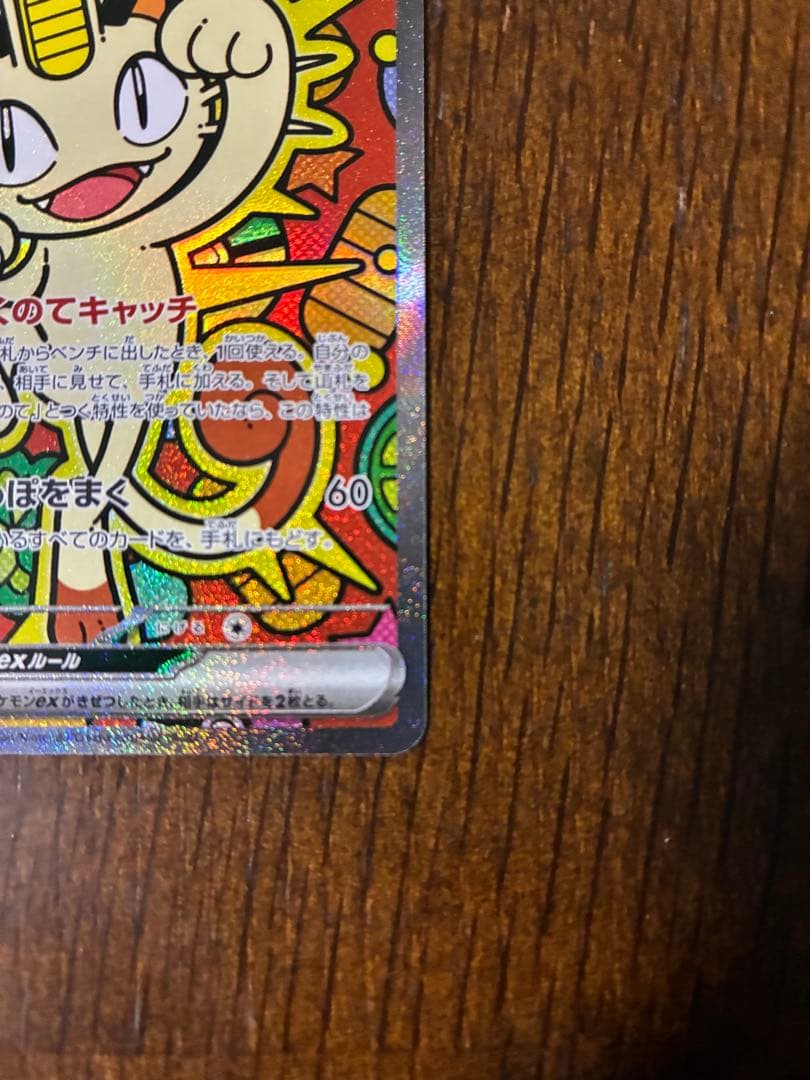 のてキャッチ
札からベンチに出したとき、1回使える。自分の
、相手に見せて、手札に加える。そして山札を
のて」とつく特性を使っていたなら、この特性は
っぽをまく 60
いるすべてのカードを、手札にもどす。
にげる
exルール
ケモンexがきぜつしたとき、相手はサイドを2枚とる。